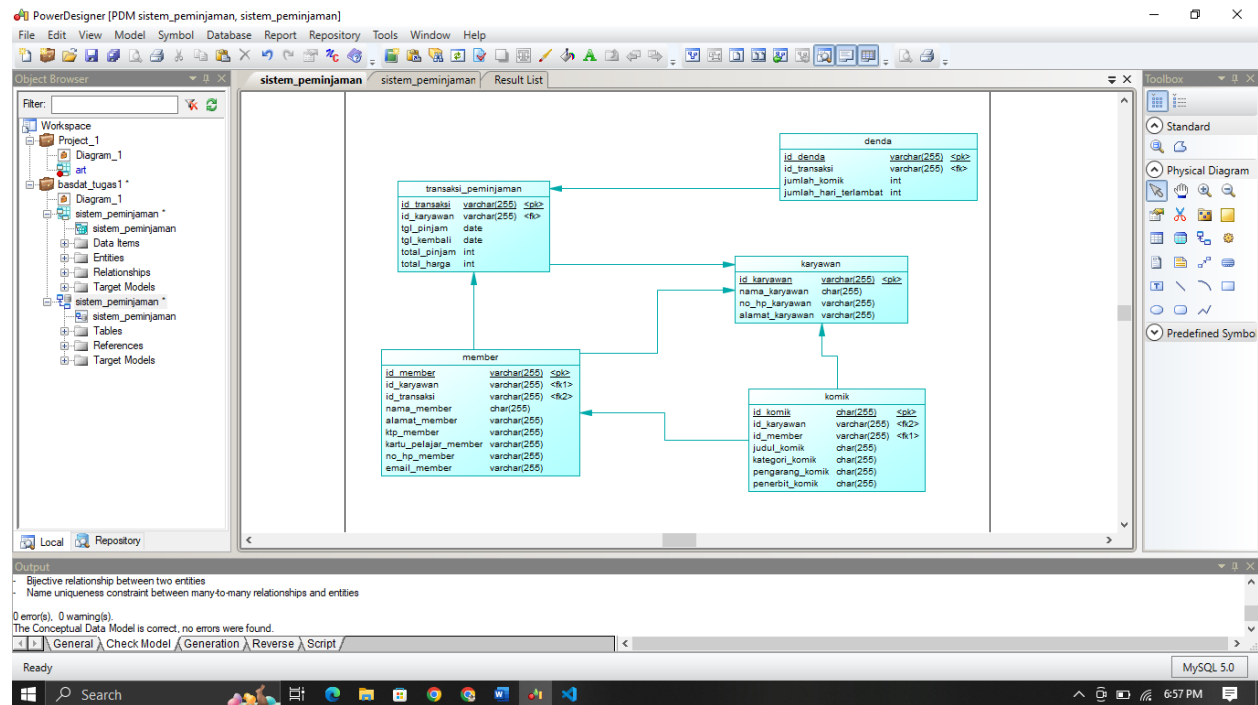 PowerDesigner [PDM sistem_peminjaman, sistem_peminjaman]
File Edit View Model Symbol Database Report Repository Tools Window Help
Object Browser
Filter:
Workspace
Project_1
Diagram_1
art
basdat_tugas1 *
Diagram_1
sistem_peminjaman *
sistem_peminjaman
Data Items
Entities
Relationships
Target Models
sistem_peminjaman *
sistem_peminjaman
Tables
References
Target Models
Local Repository
sistem_peminjaman sistem_peminjaman Result List
denda
id_denda varchar(255) <pk>
id_transaksi varchar(255) <fk>
jumlah_komik int
jumlah_hari_terlambat int
transaksi_peminjaman
id_transaksi varchar(255) <pk>
id_karyawan varchar(255) <fk>
tgl_pinjam date
tgl_kembali date
total_pinjam int
total_harga int
karyawan
id_karyawan varchar(255) <pk>
nama_karyawan char(255)
no_hp_karyawan varchar(255)
alamat_karyawan varchar(255)
member
id_member varchar(255) <pk>
id_karyawan varchar(255) <fk1>
id_transaksi varchar(255) <fk2>
nama_member char(255)
alamat_member varchar(255)
ktp_member varchar(255)
kartu_pelajar_member varchar(255)
no_hp_member varchar(255)
email_member varchar(255)
komik
id_komik char(255) <pk>
id_karyawan varchar(255) <fk2>
id_member varchar(255) <fk1>
judul_komik char(255)
kategori_komik char(255)
pengarang_komik char(255)
penerbit_komik char(255)
Toolbox
Standard
Physical Diagram
Predefined Symbo
Output
- Bijective relationship between two entities
- Name uniqueness constraint between many-to-many relationships and entities
0 error(s), 0 warning(s).
The Conceptual Data Model is correct, no errors were found.
General Check Model Generation Reverse Script
Ready
MySQL 5.0
Search
6:57 PM